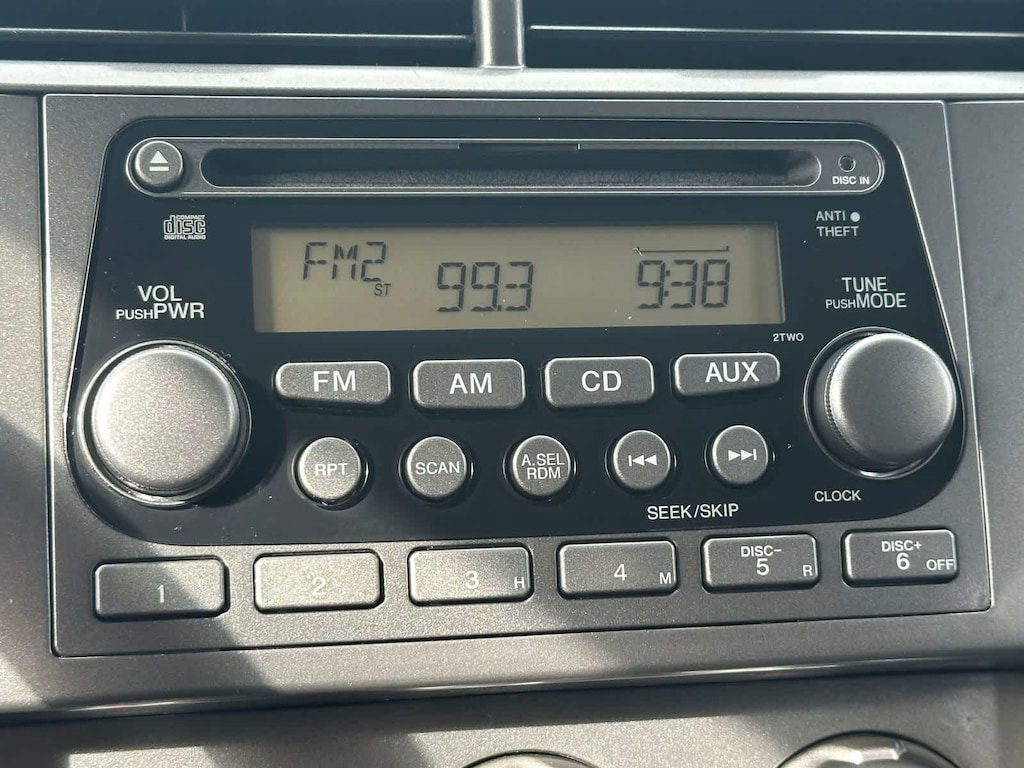 DISC IN
COMPACT
disc
DIGITAL AUDIO
ANTI
THEFT
FM2 ST 99.3 9:38
VOL
PUSH PWR
TUNE
PUSH MODE
2TWO
FM AM CD AUX
RPT SCAN A.SEL
RDM
SEEK/SKIP
CLOCK
1 2 3 H 4 M DISC- 5 R DISC+ 6 OFF